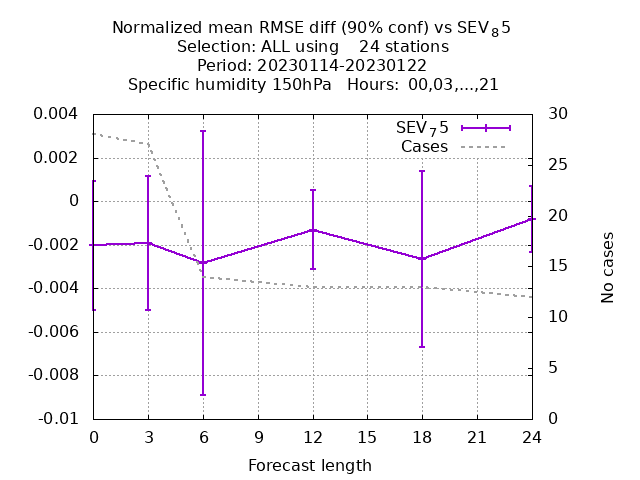 Normalized mean RMSE diff (90% conf) vs SEV₈5
Selection: ALL using    24 stations
Period: 20230114-20230122
Specific humidity 150hPa   Hours:  00,03,...,21
SEV₇5
Cases
0.004
0.002
0
-0.002
-0.004
-0.006
-0.008
-0.01
30
25
20
15
10
5
0
No cases
0 3 6 9 12 15 18 21 24
Forecast length